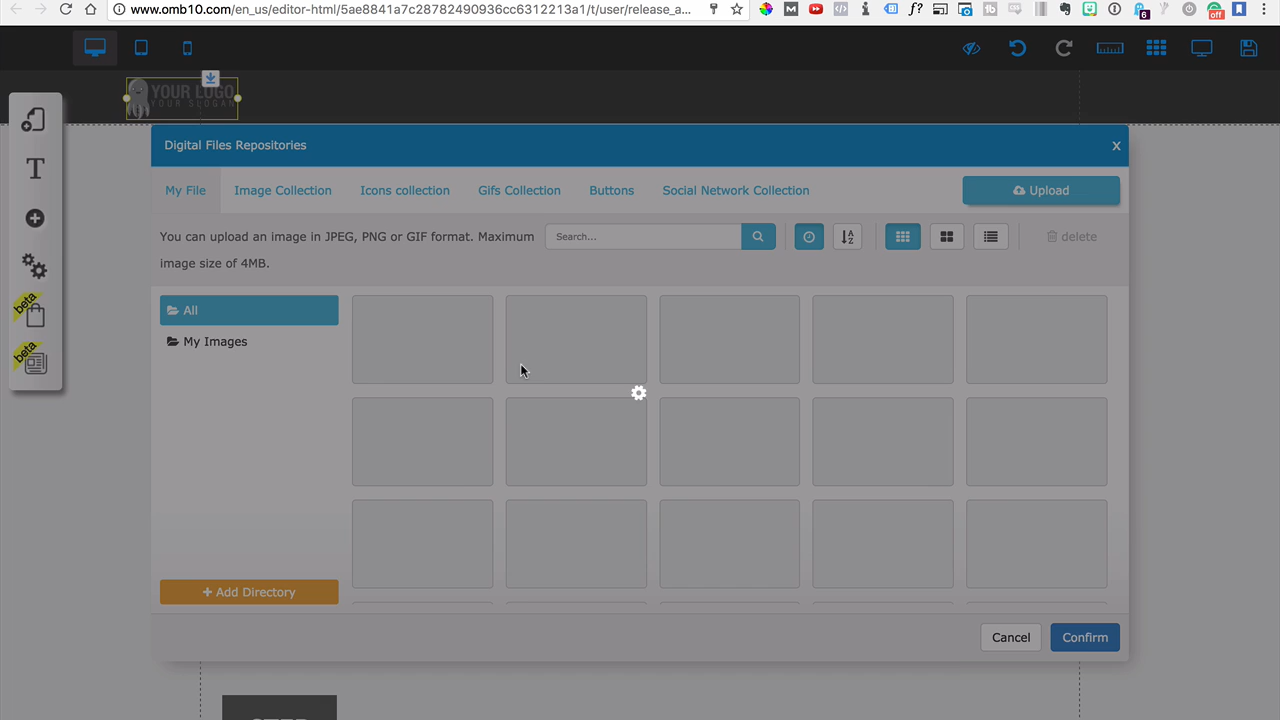 www.omb10.com/en_us/editor-html/5ae8841a7c28782490936cc6312213a1/t/user/release_a...
6
off
YOUR LOGO
YOUR SLOGAN
Digital Files Repositories
x
My File
Image Collection
Icons collection
Gifs Collection
Buttons
Social Network Collection
Upload
You can upload an image in JPEG, PNG or GIF format. Maximum
image size of 4MB.
Search...
delete
beta
beta
All
My Images
+ Add Directory
Cancel
Confirm